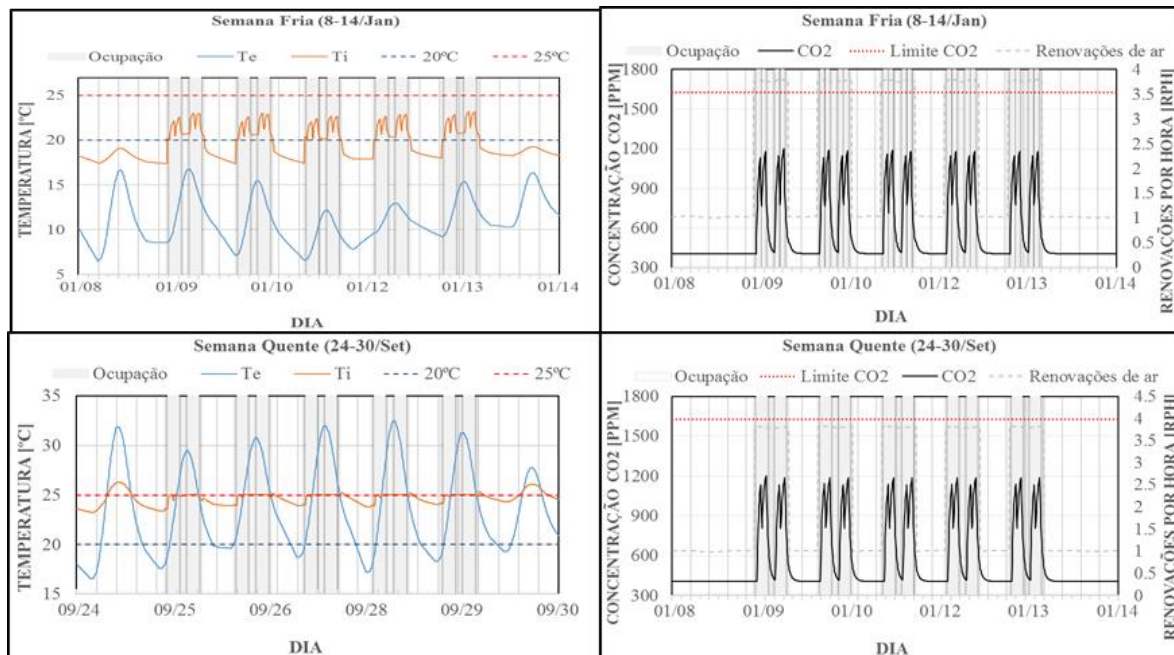 Semana Fria (8-14/Jan)
Ocupação Te Ti 20ºC 25ºC
TEMPERATURA [°C]
25
20
15
10
5
01/08 01/09 01/10 01/12 01/13 01/14
DIA
Semana Fria (8-14/Jan)
Ocupação CO2 Limite CO2 Renovações de ar
CONCENTRAÇÃO CO2 [PPM]
1800
1500
1200
900
600
300
4
3.5
3
2.5
2
1.5
1
0.5
0
RENOVAÇÕES POR HORA [RPH]
01/08 01/09 01/10 01/12 01/13 01/14
DIA
Semana Quente (24-30/Set)
Ocupação Te Ti 20ºC 25ºC
TEMPERATURA [°C]
35
30
25
20
15
09/24 09/25 09/26 09/28 09/29 09/30
DIA
Semana Quente (24-30/Set)
Ocupação Limite CO2 CO2 Renovações de ar
CONCENTRAÇÃO CO2 [PPM]
1800
1500
1200
900
600
300
4.5
4
3.5
3
2.5
2
1.5
1
0.5
0
RENOVAÇÕES POR HORA [RPH]
01/08 01/09 01/10 01/12 01/13 01/14
DIA